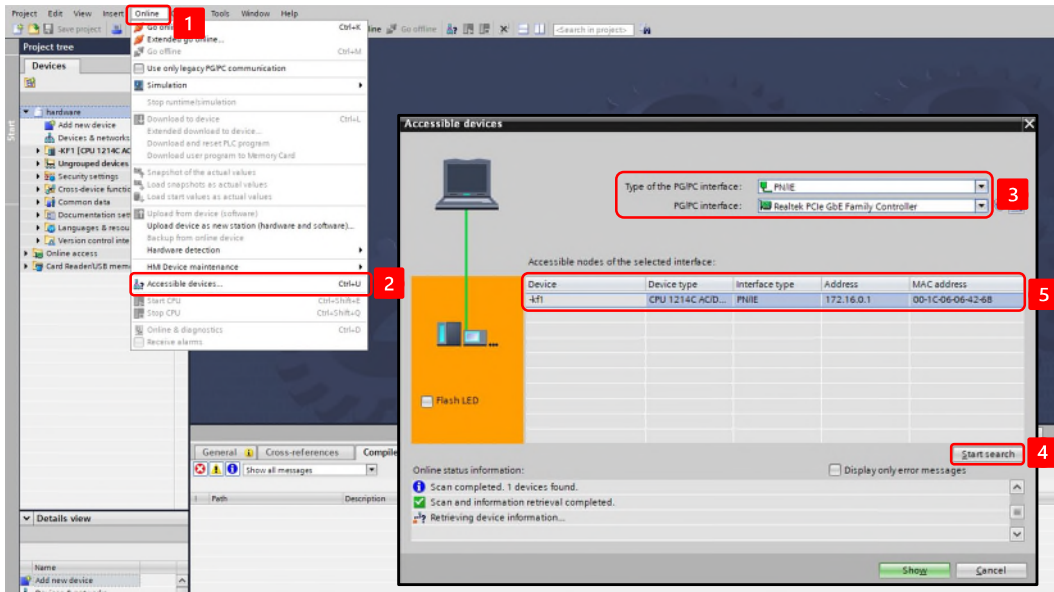 Project Edit View Insert Online Tools Window Help
1
Save project
Go offline
<Search in project>
Project tree
Devices
Start
hardware
Add new device
Devices & networks
-KF1 [CPU 1214C AC
Ungrouped devices
Security settings
Cross-device functio
Common data
Documentation sett
Languages & resou
Version control inte
Online access
Card Reader/USB mem
Ctrl+K
Extended go online...
Go offline Ctrl+M
Use only legacy PG/PC communication
Simulation
Stop runtime/simulation
Download to device Ctrl+L
Extended download to device...
Download and reset PLC program
Download user program to Memory Card
Snapshot of the actual values
Load snapshots as actual values
Load start values as actual values
Upload from device (software)
Upload device as new station (hardware and software)...
Backup from online device
Hardware detection
HMI Device maintenance
Accessible devices... Ctrl+U
2
Start CPU Ctrl+Shift+E
Stop CPU Ctrl+Shift+Q
Online & diagnostics Ctrl+D
Receive alarms
Accessible devices
Type of the PG/PC interface: PN/IE
PG/PC interface: Realtek PCIe GbE Family Controller
3
Accessible nodes of the selected interface:
Device Device type Interface type Address MAC address
-kf1 CPU 1214C AC/D... PN/IE 172.16.0.1 00-1C-06-06-42-68
5
Flash LED
Start search
4
Online status information:
Display only error messages
Scan completed. 1 devices found.
Scan and information retrieval completed.
Retrieving device information...
Show Cancel
General Cross-references Compile
Show all messages
! Path Description
Details view
Name
Add new device